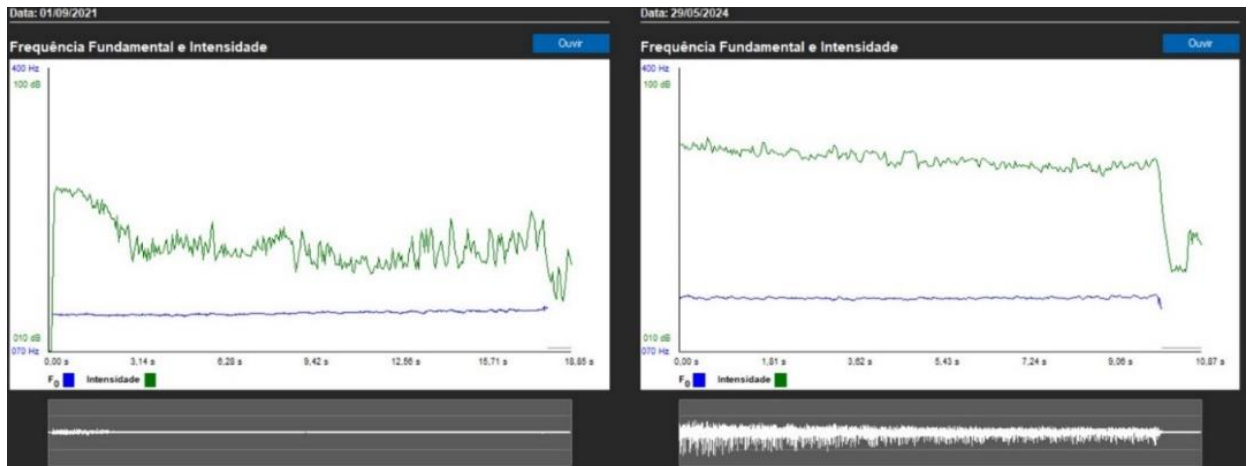 Data: 01/09/2021
Frequência Fundamental e Intensidade
Ouvir
400 Hz
100 dB
010 dB
070 Hz
0,00 s 3,14 s 6,28 s 9,42 s 12,56 s 15,71 s 18,85 s
F0 Intensidade
Data: 29/05/2024
Frequência Fundamental e Intensidade
Ouvir
400 Hz
100 dB
010 dB
070 Hz
0,00 s 1,81 s 3,62 s 5,43 s 7,24 s 9,06 s 10,87 s
F0 Intensidade